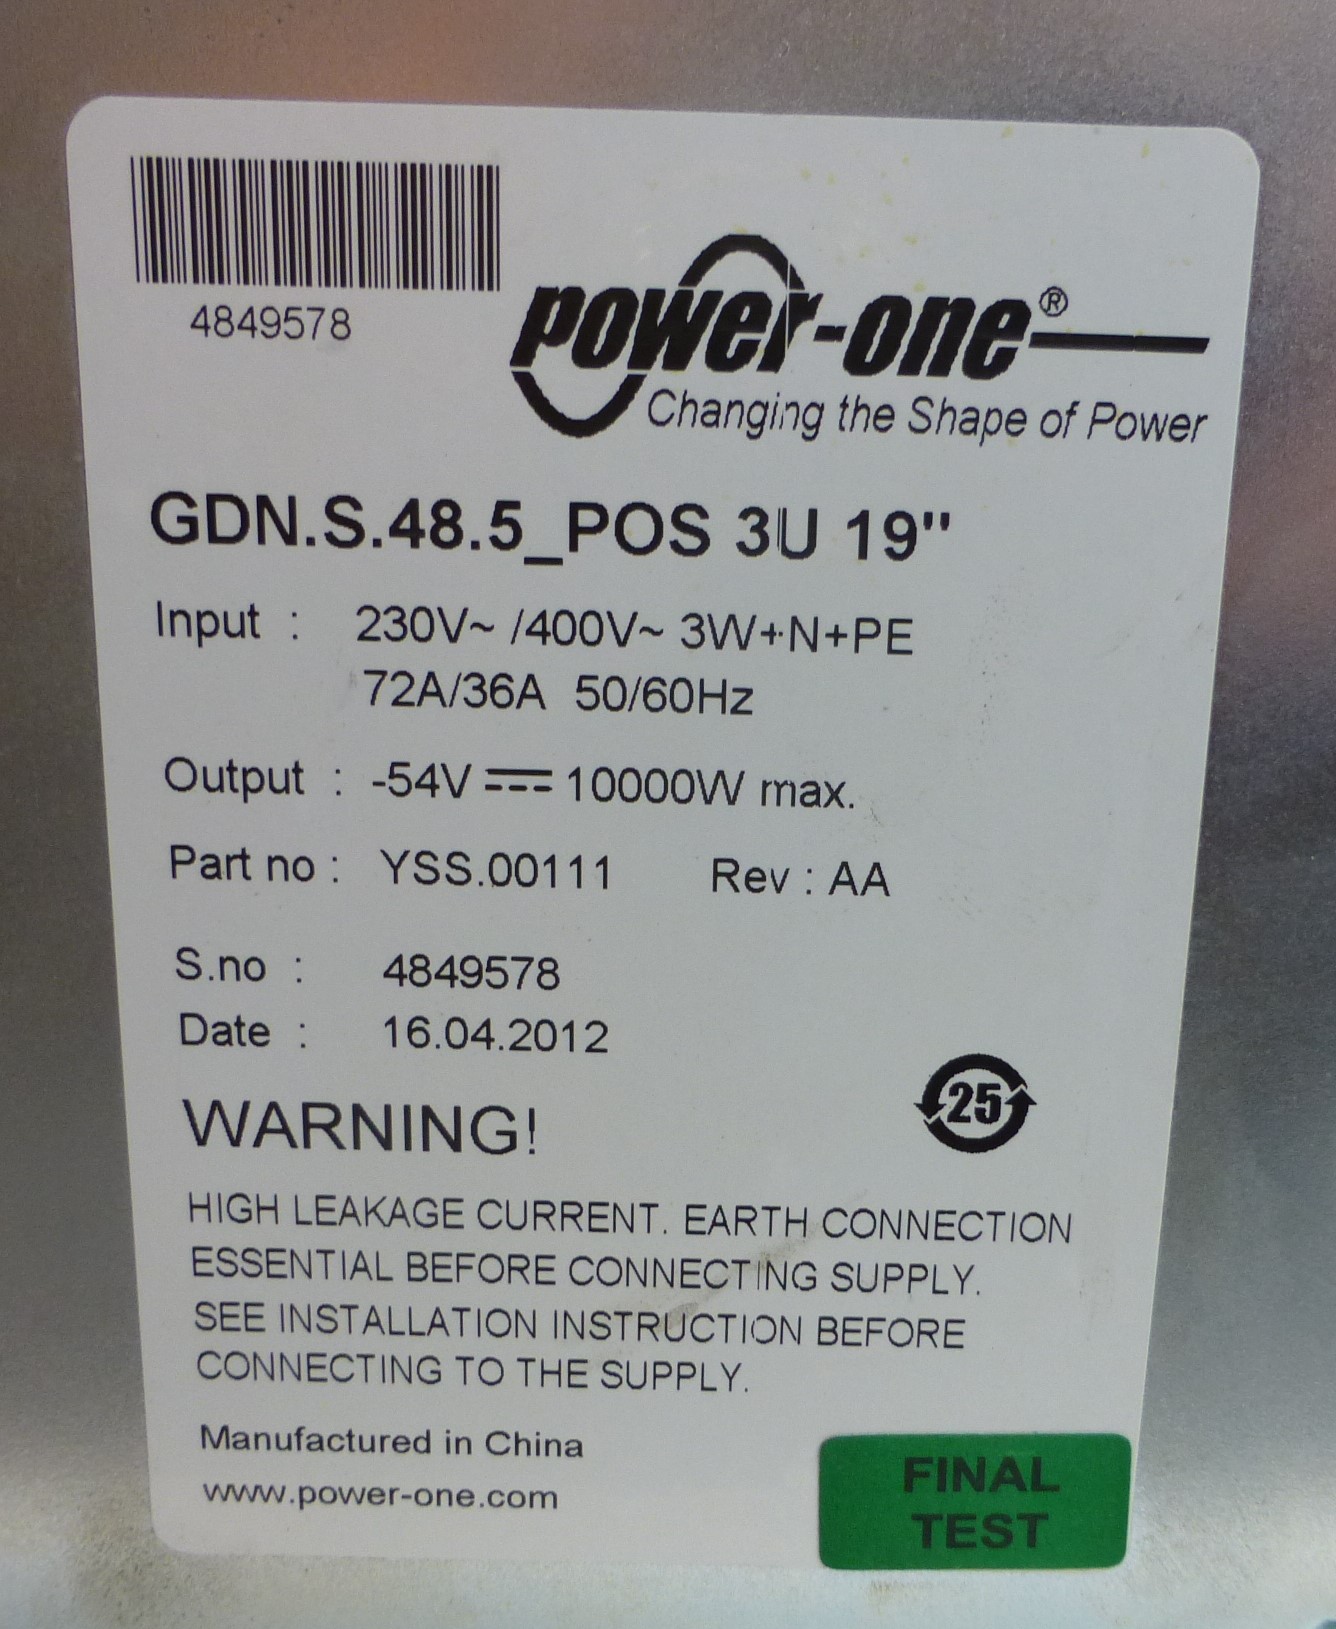 4849578
power-one®
Changing the Shape of Power
GDN.S.48.5_POS 3U 19"
Input : 230V~ /400V~ 3W+N+PE
72A/36A 50/60Hz
Output : -54V ⎓ 10000W max.
Part no : YSS.00111 Rev : AA
S.no : 4849578
Date : 16.04.2012
25
WARNING!
HIGH LEAKAGE CURRENT. EARTH CONNECTION
ESSENTIAL BEFORE CONNECTING SUPPLY.
SEE INSTALLATION INSTRUCTION BEFORE
CONNECTING TO THE SUPPLY.
Manufactured in China
www.power-one.com
FINAL
TEST